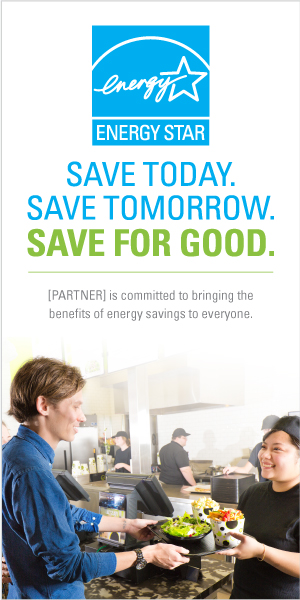 energy
ENERGY STAR
SAVE TODAY.
SAVE TOMORROW.
SAVE FOR GOOD.
[PARTNER] is committed to bringing the
benefits of energy savings to everyone.